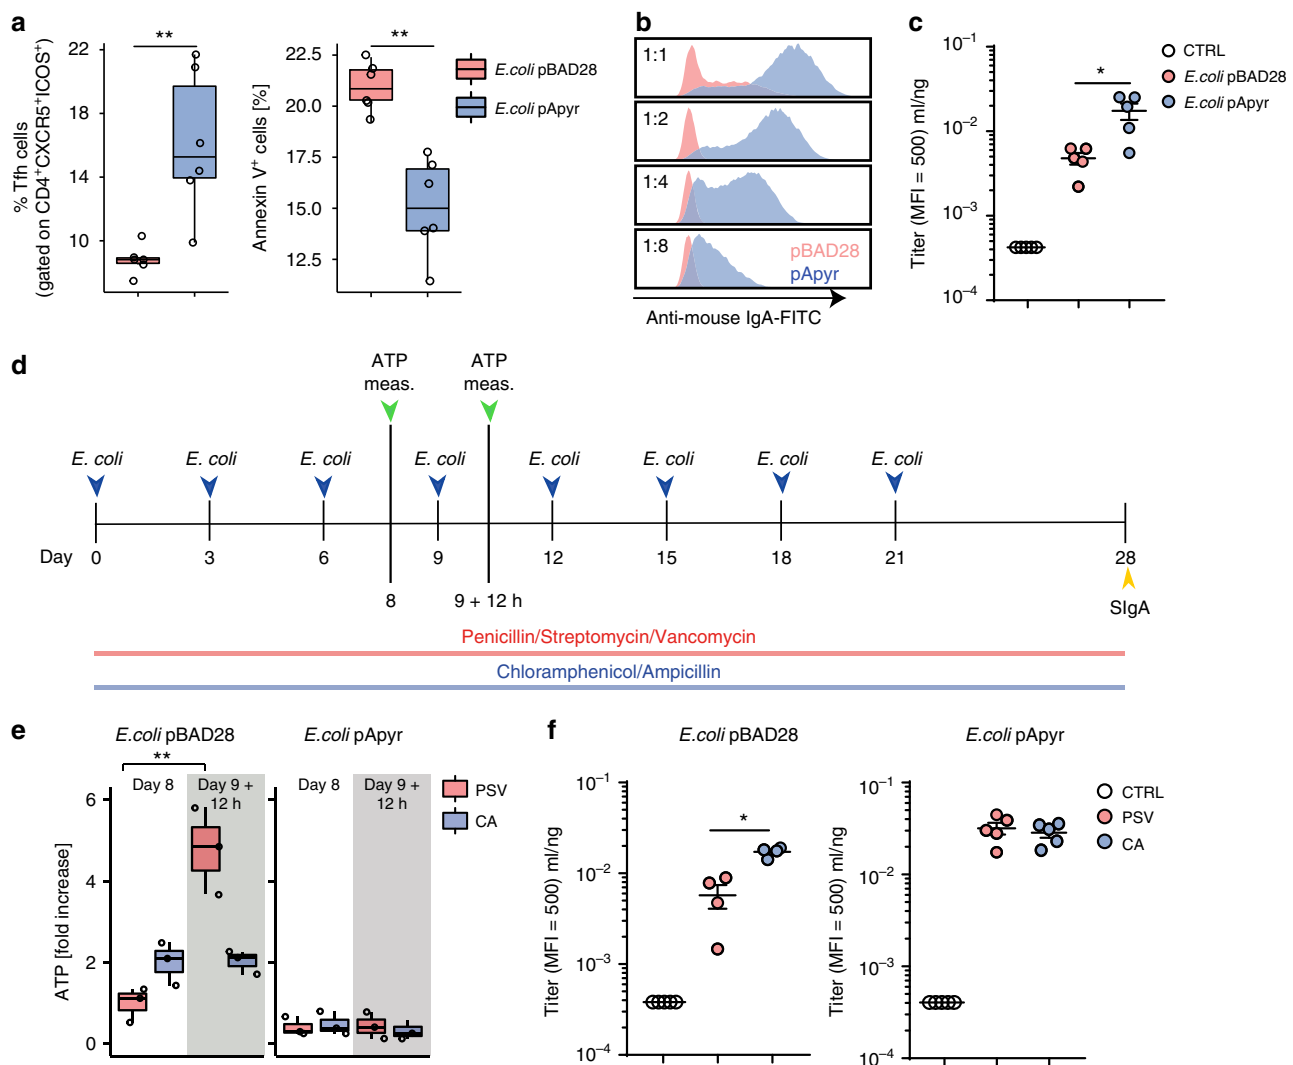 a
% Tfh cells
(gated on CD4⁺CXCR5⁺ICOS⁺)
22
18
14
10
**
Annexin V⁺ cells [%]
22.5
20.0
17.5
15.0
12.5
**
E.coli pBAD28
E.coli pApyr
b
1:1
1:2
1:4
1:8
pBAD28
pApyr
Anti-mouse IgA-FITC
c
Titer (MFI = 500) ml/ng
10⁻¹
10⁻²
10⁻³
10⁻⁴
*
CTRL
E.coli pBAD28
E.coli pApyr
d
ATP
meas.
ATP
meas.
E. coli E. coli E. coli E. coli E. coli E. coli E. coli E. coli
Day 0 3 6 9 12 15 18 21 28
8 9 + 12 h
SIgA
Penicillin/Streptomycin/Vancomycin
Chloramphenicol/Ampicillin
e
E.coli pBAD28
E.coli pApyr
**
Day 8
Day 9 +
12 h
Day 8
Day 9 +
12 h
ATP [fold increase]
6
4
2
0
PSV
CA
f
E.coli pBAD28
Titer (MFI = 500) ml/ng
10⁻¹
10⁻²
10⁻³
10⁻⁴
*
E.coli pApyr
Titer (MFI = 500) ml/ng
10⁻¹
10⁻²
10⁻³
10⁻⁴
CTRL
PSV
CA